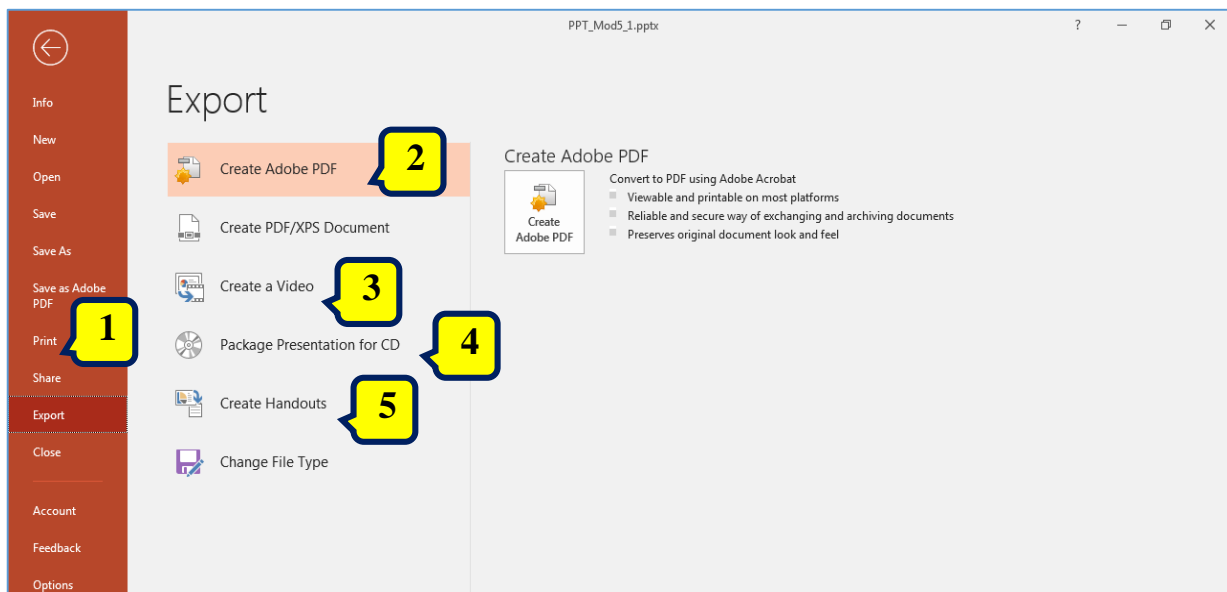 PPT_Mod5_1.pptx
?
Info
New
Open
Save
Save As
Save as Adobe
PDF
Print
Share
Export
Close
Account
Feedback
Options
1
Export
Create Adobe PDF
2
Create PDF/XPS Document
Create a Video
3
Package Presentation for CD
4
Create Handouts
5
Change File Type
Create Adobe PDF
Create
Adobe PDF
Convert to PDF using Adobe Acrobat
Viewable and printable on most platforms
Reliable and secure way of exchanging and archiving documents
Preserves original document look and feel